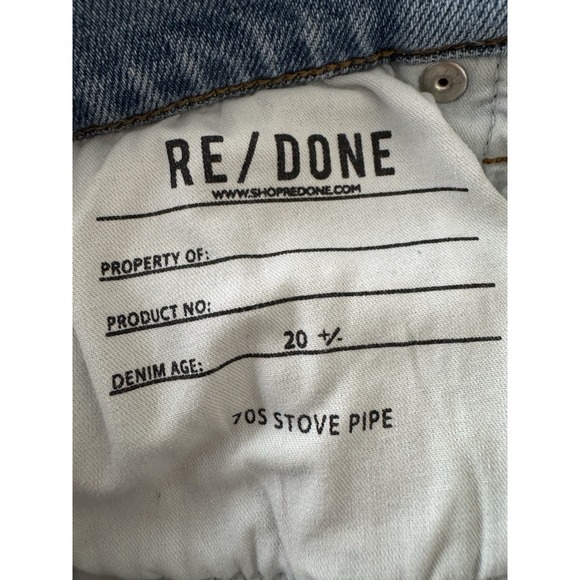 RE/DONE
WWW.SHOPREDONE.COM
PROPERTY OF:
PRODUCT NO:
DENIM AGE: 20 +/-
70S STOVE PIPE